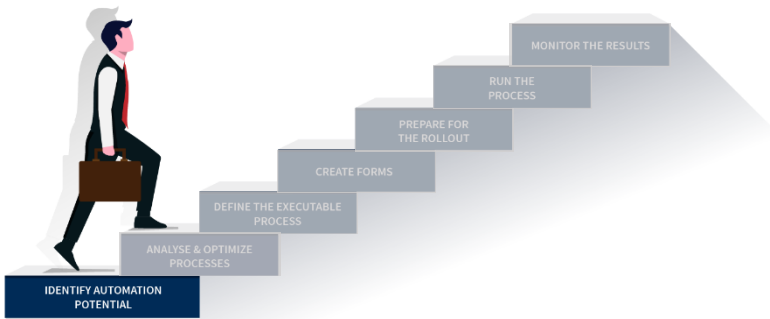 MONITOR THE RESULTS
RUN THE
PROCESS
PREPARE FOR
THE ROLLOUT
CREATE FORMS
DEFINE THE EXECUTABLE
PROCESS
ANALYSE & OPTIMIZE
PROCESSES
IDENTIFY AUTOMATION
POTENTIAL